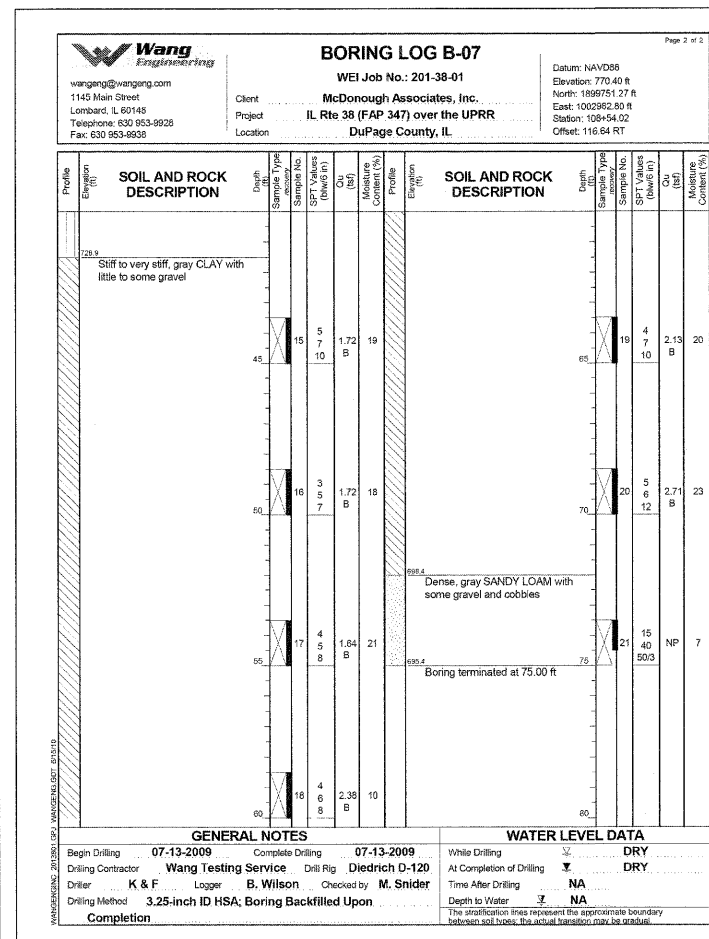 Page 2 of 2
Wang
Engineering
wangeng@wangeng.com
1145 Main Street
Lombard, IL 60148
Telephone: 630 953-9928
Fax: 630 953-9938
BORING LOG B-07
WEI Job No.: 201-38-01
Client McDonough Associates, Inc.
Project IL Rte 38 (FAP 347) over the UPRR
Location DuPage County, IL
Datum: NAVD88
Elevation: 770.40 ft
North: 1899751.27 ft
East: 1002962.80 ft
Station: 108+54.02
Offset: 116.64 RT
Profile Elevation (ft) SOIL AND ROCK DESCRIPTION Depth (ft) Sample Type recovery Sample No. SPT Values (blw/6 in) Qu (tsf) Moisture Content (%)
Profile Elevation (ft) SOIL AND ROCK DESCRIPTION Depth (ft) Sample Type recovery Sample No. SPT Values (blw/6 in) Qu (tsf) Moisture Content (%)
728.9
Stiff to very stiff, gray CLAY with
little to some gravel
45 15 5 7 10 1.72 B 19
50 16 3 5 7 1.72 B 18
55 17 4 5 8 1.64 B 21
60 18 4 6 8 2.38 B 10
65 19 4 7 10 2.13 B 20
70 20 5 6 12 2.71 B 23
698.4
Dense, gray SANDY LOAM with
some gravel and cobbles
75 21 15 40 50/3 NP 7
695.4
Boring terminated at 75.00 ft
80
GENERAL NOTES
Begin Drilling 07-13-2009 Complete Drilling 07-13-2009
Drilling Contractor Wang Testing Service Drill Rig Diedrich D-120
Driller K & F Logger B. Wilson Checked by M. Snider
Drilling Method 3.25-inch ID HSA; Boring Backfilled Upon
Completion
WATER LEVEL DATA
While Drilling DRY
At Completion of Drilling DRY
Time After Drilling NA
Depth to Water NA
The stratification lines represent the approximate boundary
between soil types; the actual transition may be gradual.